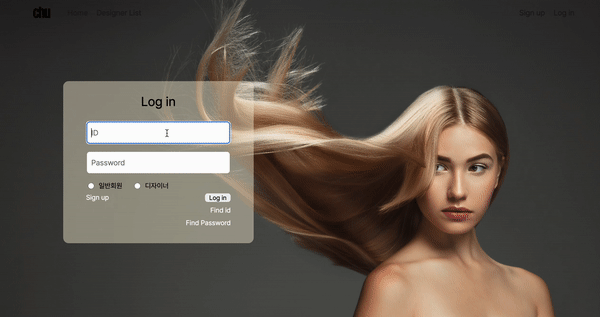 chu Home Designer List Sign up Log in
Log in
ID
Password
일반회원 디자이너
Sign up Log in
Find id
Find Password